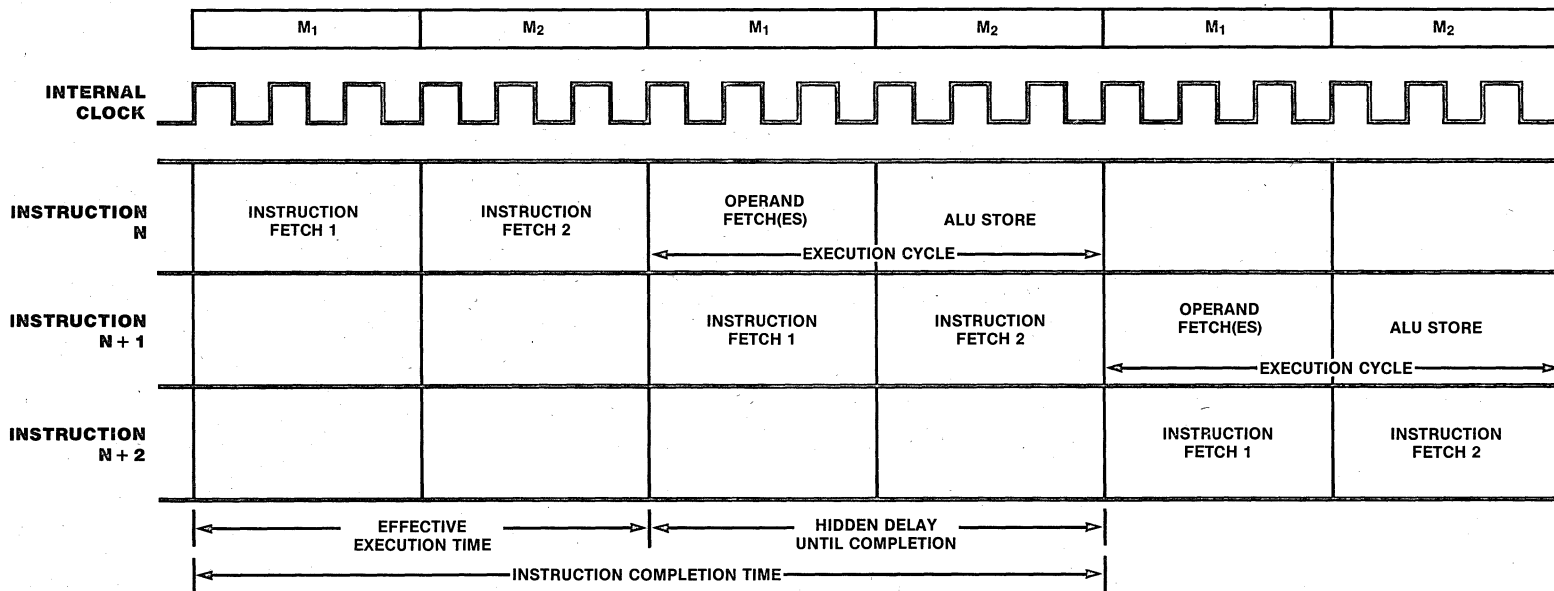 M1 M2 M1 M2 M1 M2
INTERNAL
CLOCK
INSTRUCTION
N
INSTRUCTION
FETCH 1
INSTRUCTION
FETCH 2
OPERAND
FETCH(ES)
ALU STORE
EXECUTION CYCLE
INSTRUCTION
N + 1
INSTRUCTION
FETCH 1
INSTRUCTION
FETCH 2
OPERAND
FETCH(ES)
ALU STORE
EXECUTION CYCLE
INSTRUCTION
N + 2
INSTRUCTION
FETCH 1
INSTRUCTION
FETCH 2
EFFECTIVE
EXECUTION TIME
HIDDEN DELAY
UNTIL COMPLETION
INSTRUCTION COMPLETION TIME